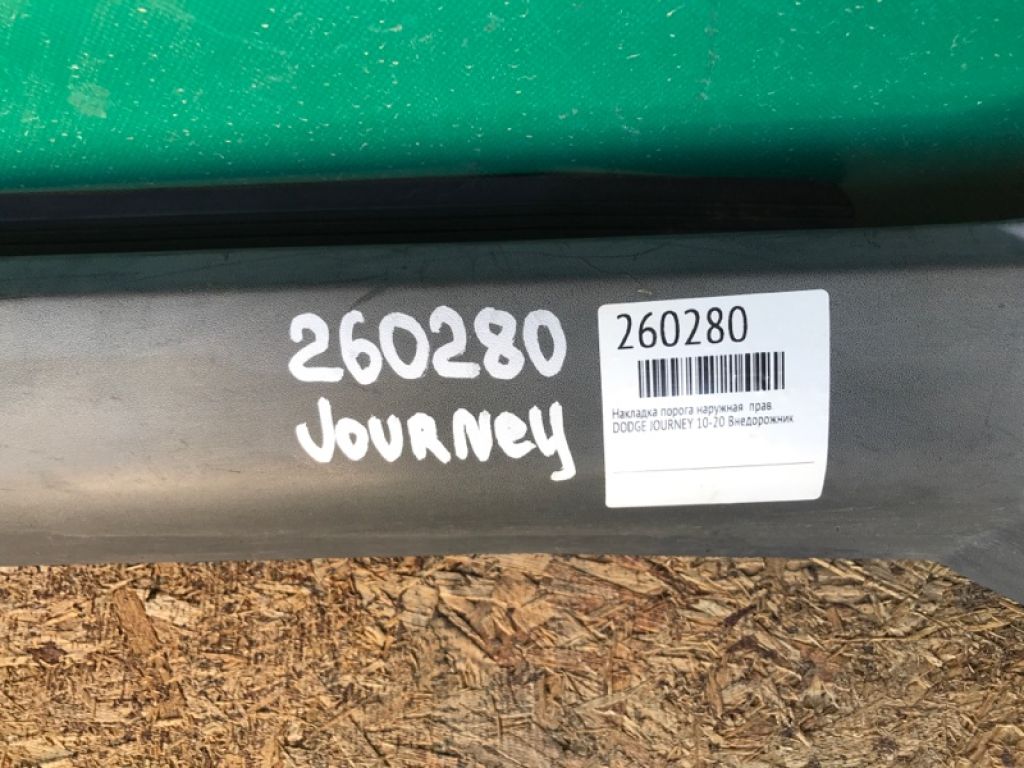 260280
Journey
260280
Накладка порога наружная прав.
DODGE JOURNEY 10-20 Внедорожник